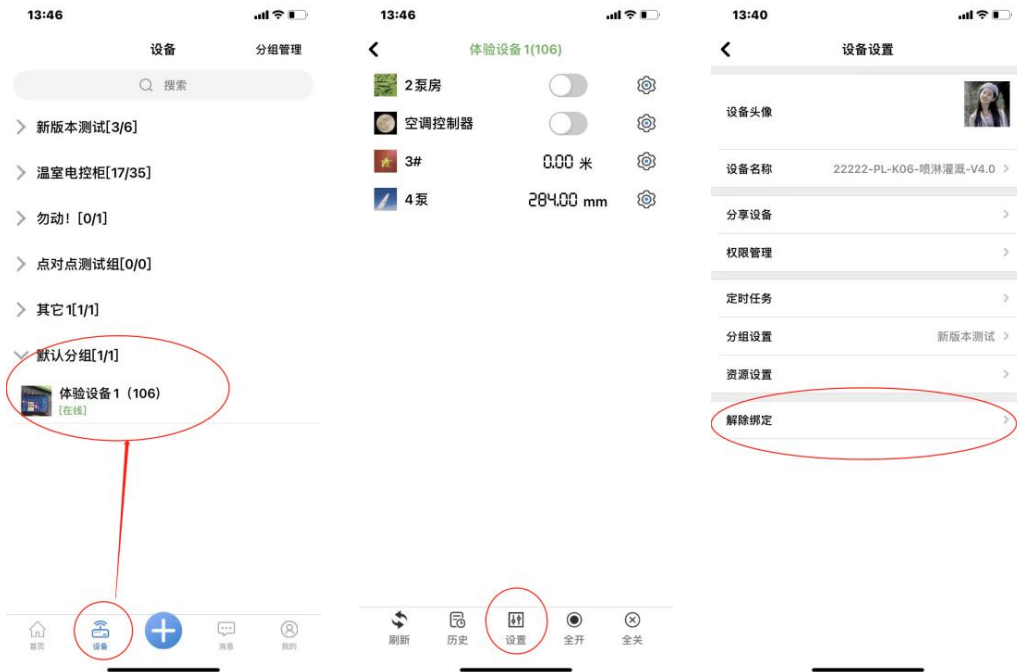 13:46
设备
分组管理
搜索
新版本测试[3/6]
温室电控柜[17/35]
勿动！[0/1]
点对点测试组[0/0]
其它1[1/1]
默认分组[1/1]
体验设备1（106）
[在线]
首页
设备
消息
我的
13:46
体验设备1(106)
2泵房
空调控制器
3#
0.00 米
4泵
284.00 mm
刷新
历史
设置
全开
全关
13:40
设备设置
设备头像
设备名称
22222-PL-K06-喷淋灌溉-V4.0
分享设备
权限管理
定时任务
分组设置
新版本测试
资源设置
解除绑定